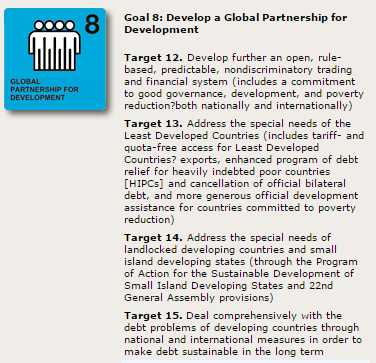 8
GLOBAL
PARTNERSHIP FOR
DEVELOPMENT
Goal 8: Develop a Global Partnership for
Development
Target 12. Develop further an open, rule-
based, predictable, nondiscriminatory trading
and financial system (includes a commitment
to good governance, development, and poverty
reduction?both nationally and internationally)
Target 13. Address the special needs of the
Least Developed Countries (includes tariff- and
quota-free access for Least Developed
Countries? exports, enhanced program of debt
relief for heavily indebted poor countries
[HIPCs] and cancellation of official bilateral
debt, and more generous official development
assistance for countries committed to poverty
reduction)
Target 14. Address the special needs of
landlocked developing countries and small
island developing states (through the Program
of Action for the Sustainable Development of
Small Island Developing States and 22nd
General Assembly provisions)
Target 15. Deal comprehensively with the
debt problems of developing countries through
national and international measures in order to
make debt sustainable in the long term